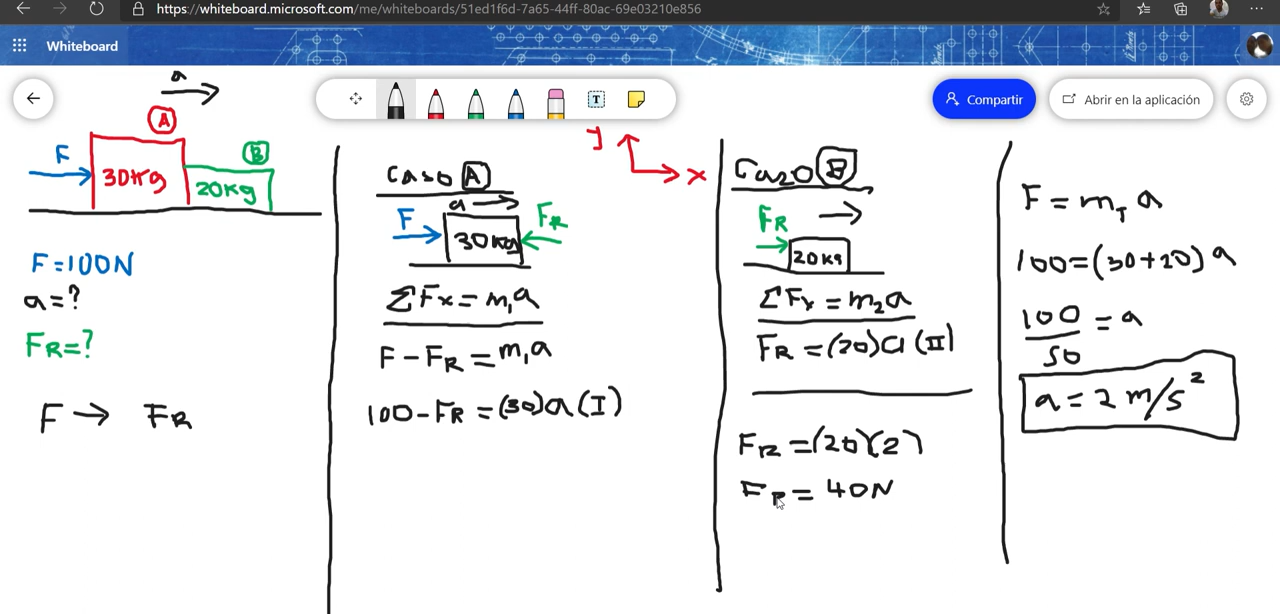 https://whiteboard.microsoft.com/me/whiteboards/51ed1f6d-7a65-44ff-80ac-69e03210e856
Whiteboard
Compartir
Abrir en la aplicación
a
A
F
B
30Kg
20Kg
F=100N
a=?
FR=?
F → FR
Caso A
a
F
FR
30Kg
ΣFx = m₁a
F - FR = m₁a
100 - FR = (30)a (I)
y
x
Cazo B
FR
20Kg
ΣFx = m₂a
FR = (20)a (II)
FR = (20)(2)
FR = 40N
F = mT a
100 = (30+20) a
100/50 = a
a = 2 m/s²